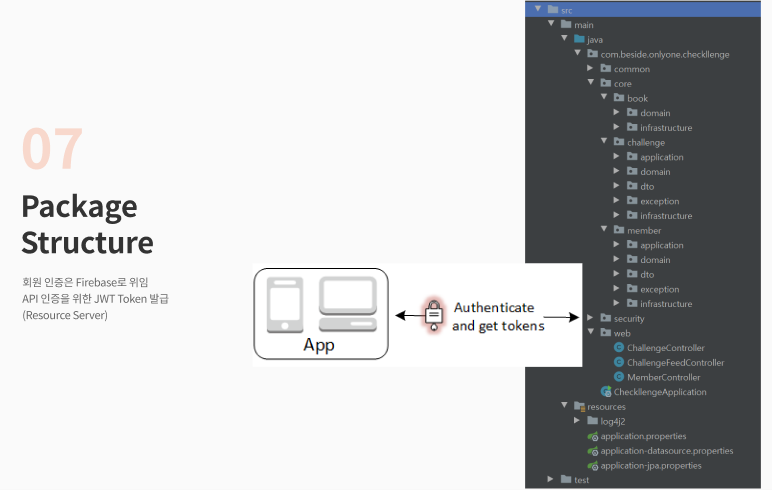 07
Package
Structure
회원 인증은 Firebase로 위임
API 인증을 위한 JWT Token 발급
(Resource Server)
App
Authenticate
and get tokens
src
main
java
com.beside.onlyone.checkllenge
common
core
book
domain
infrastructure
challenge
application
domain
dto
exception
infrastructure
member
application
domain
dto
exception
infrastructure
security
web
ChallengeController
ChallengeFeedController
MemberController
CheckllengeApplication
resources
log4j2
application.properties
application-datasource.properties
application-jpa.properties
test